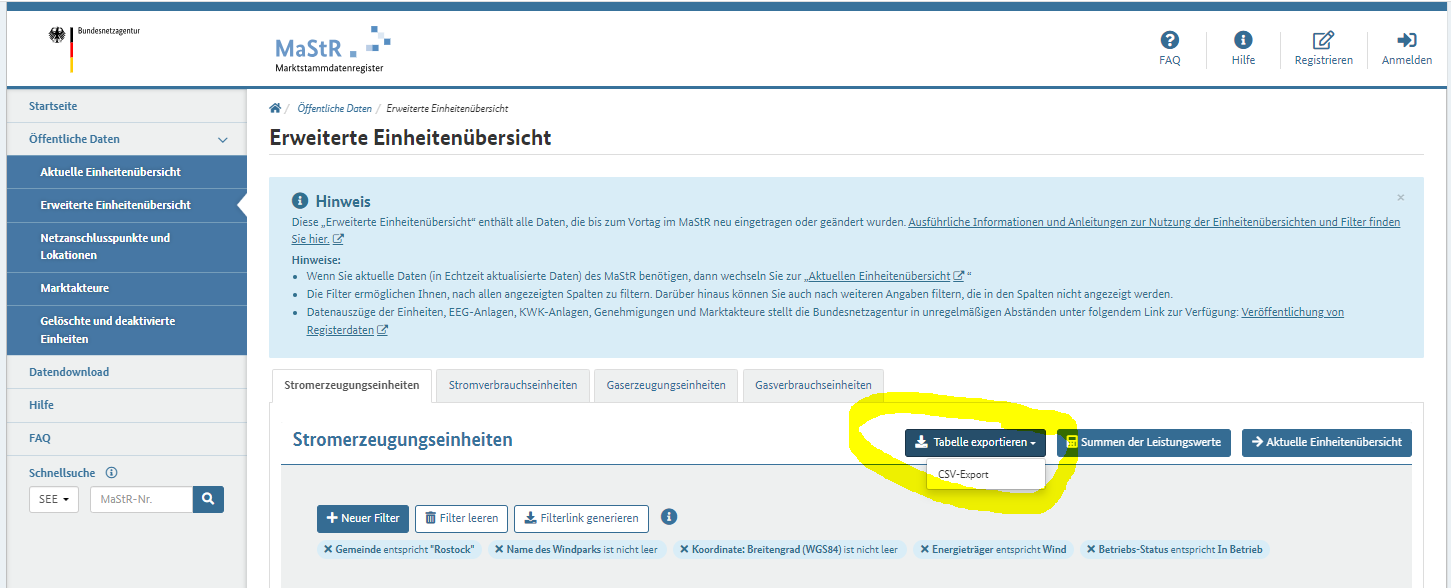 Bundesnetzagentur
MaStR
Marktstammdatenregister
FAQ
Hilfe
Registrieren
Anmelden
Startseite
Öffentliche Daten
Aktuelle Einheitenübersicht
Erweiterte Einheitenübersicht
Netzanschlusspunkte und
Lokationen
Marktakteure
Gelöschte und deaktivierte
Einheiten
Datendownload
Hilfe
FAQ
Schnellsuche
SEE
MaStR-Nr.
/ Öffentliche Daten / Erweiterte Einheitenübersicht
Erweiterte Einheitenübersicht
Hinweis
×
Diese „Erweiterte Einheitenübersicht" enthält alle Daten, die bis zum Vortag im MaStR neu eingetragen oder geändert wurden. Ausführliche Informationen und Anleitungen zur Nutzung der Einheitenübersichten und Filter finden
Sie hier.
Hinweise:
• Wenn Sie aktuelle Daten (in Echtzeit aktualisierte Daten) des MaStR benötigen, dann wechseln Sie zur „Aktuellen Einheitenübersicht "
• Die Filter ermöglichen Ihnen, nach allen angezeigten Spalten zu filtern. Darüber hinaus können Sie auch nach weiteren Angaben filtern, die in den Spalten nicht angezeigt werden.
• Datenauszüge der Einheiten, EEG-Anlagen, KWK-Anlagen, Genehmigungen und Marktakteure stellt die Bundesnetzagentur in unregelmäßigen Abständen unter folgendem Link zur Verfügung: Veröffentlichung von
Registerdaten
Stromerzeugungseinheiten
Stromverbrauchseinheiten
Gaserzeugungseinheiten
Gasverbrauchseinheiten
Stromerzeugungseinheiten
Tabelle exportieren
Summen der Leistungswerte
Aktuelle Einheitenübersicht
CSV-Export
Neuer Filter
Filter leeren
Filterlink generieren
Gemeinde entspricht "Rostock"
Name des Windparks ist nicht leer
Koordinate: Breitengrad (WGS84) ist nicht leer
Energieträger entspricht Wind
Betriebs-Status entspricht In Betrieb